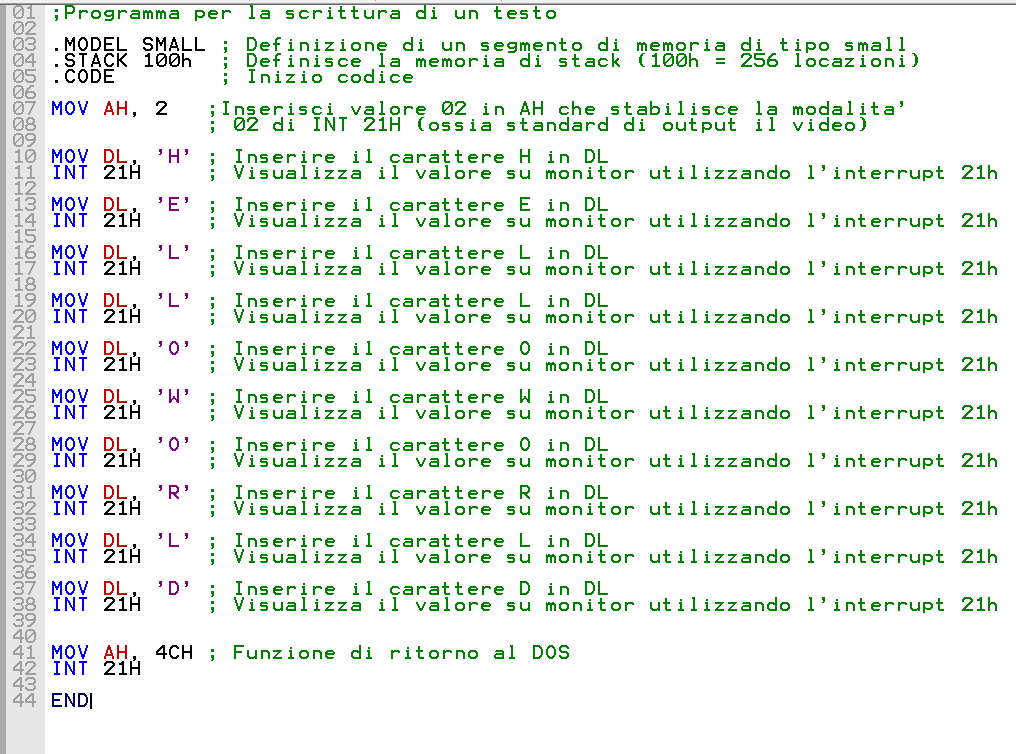 01 ;Programma per la scrittura di un testo
02
03 .MODEL SMALL ; Definizione di un segmento di memoria di tipo small
04 .STACK 100h ; Definisce la memoria di stack (100h = 256 locazioni)
05 .CODE ; Inizio codice
06
07 MOV AH, 2 ;Inserisci valore 02 in AH che stabilisce la modalita'
08 ; 02 di INT 21H (ossia standard di output il video)
09
10 MOV DL, 'H' ; Inserire il carattere H in DL
11 INT 21H ; Visualizza il valore su monitor utilizzando l'interrupt 21h
12
13 MOV DL, 'E' ; Inserire il carattere E in DL
14 INT 21H ; Visualizza il valore su monitor utilizzando l'interrupt 21h
15
16 MOV DL, 'L' ; Inserire il carattere L in DL
17 INT 21H ; Visualizza il valore su monitor utilizzando l'interrupt 21h
18
19 MOV DL, 'L' ; Inserire il carattere L in DL
20 INT 21H ; Visualizza il valore su monitor utilizzando l'interrupt 21h
21
22 MOV DL, 'O' ; Inserire il carattere O in DL
23 INT 21H ; Visualizza il valore su monitor utilizzando l'interrupt 21h
24
25 MOV DL, 'W' ; Inserire il carattere W in DL
26 INT 21H ; Visualizza il valore su monitor utilizzando l'interrupt 21h
27
28 MOV DL, 'O' ; Inserire il carattere O in DL
29 INT 21H ; Visualizza il valore su monitor utilizzando l'interrupt 21h
30
31 MOV DL, 'R' ; Inserire il carattere R in DL
32 INT 21H ; Visualizza il valore su monitor utilizzando l'interrupt 21h
33
34 MOV DL, 'L' ; Inserire il carattere L in DL
35 INT 21H ; Visualizza il valore su monitor utilizzando l'interrupt 21h
36
37 MOV DL, 'D' ; Inserire il carattere D in DL
38 INT 21H ; Visualizza il valore su monitor utilizzando l'interrupt 21h
39
40
41 MOV AH, 4CH ; Funzione di ritorno al DOS
42 INT 21H
43
44 END